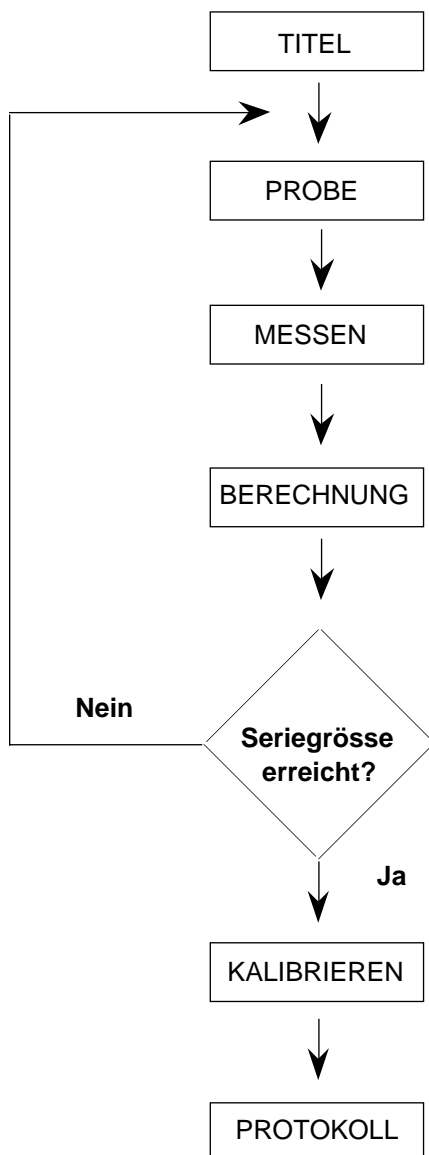 TITEL
PROBE
MESSEN
BERECHNUNG
Nein
Seriegrösse
erreicht?
Ja
KALIBRIEREN
PROTOKOLL